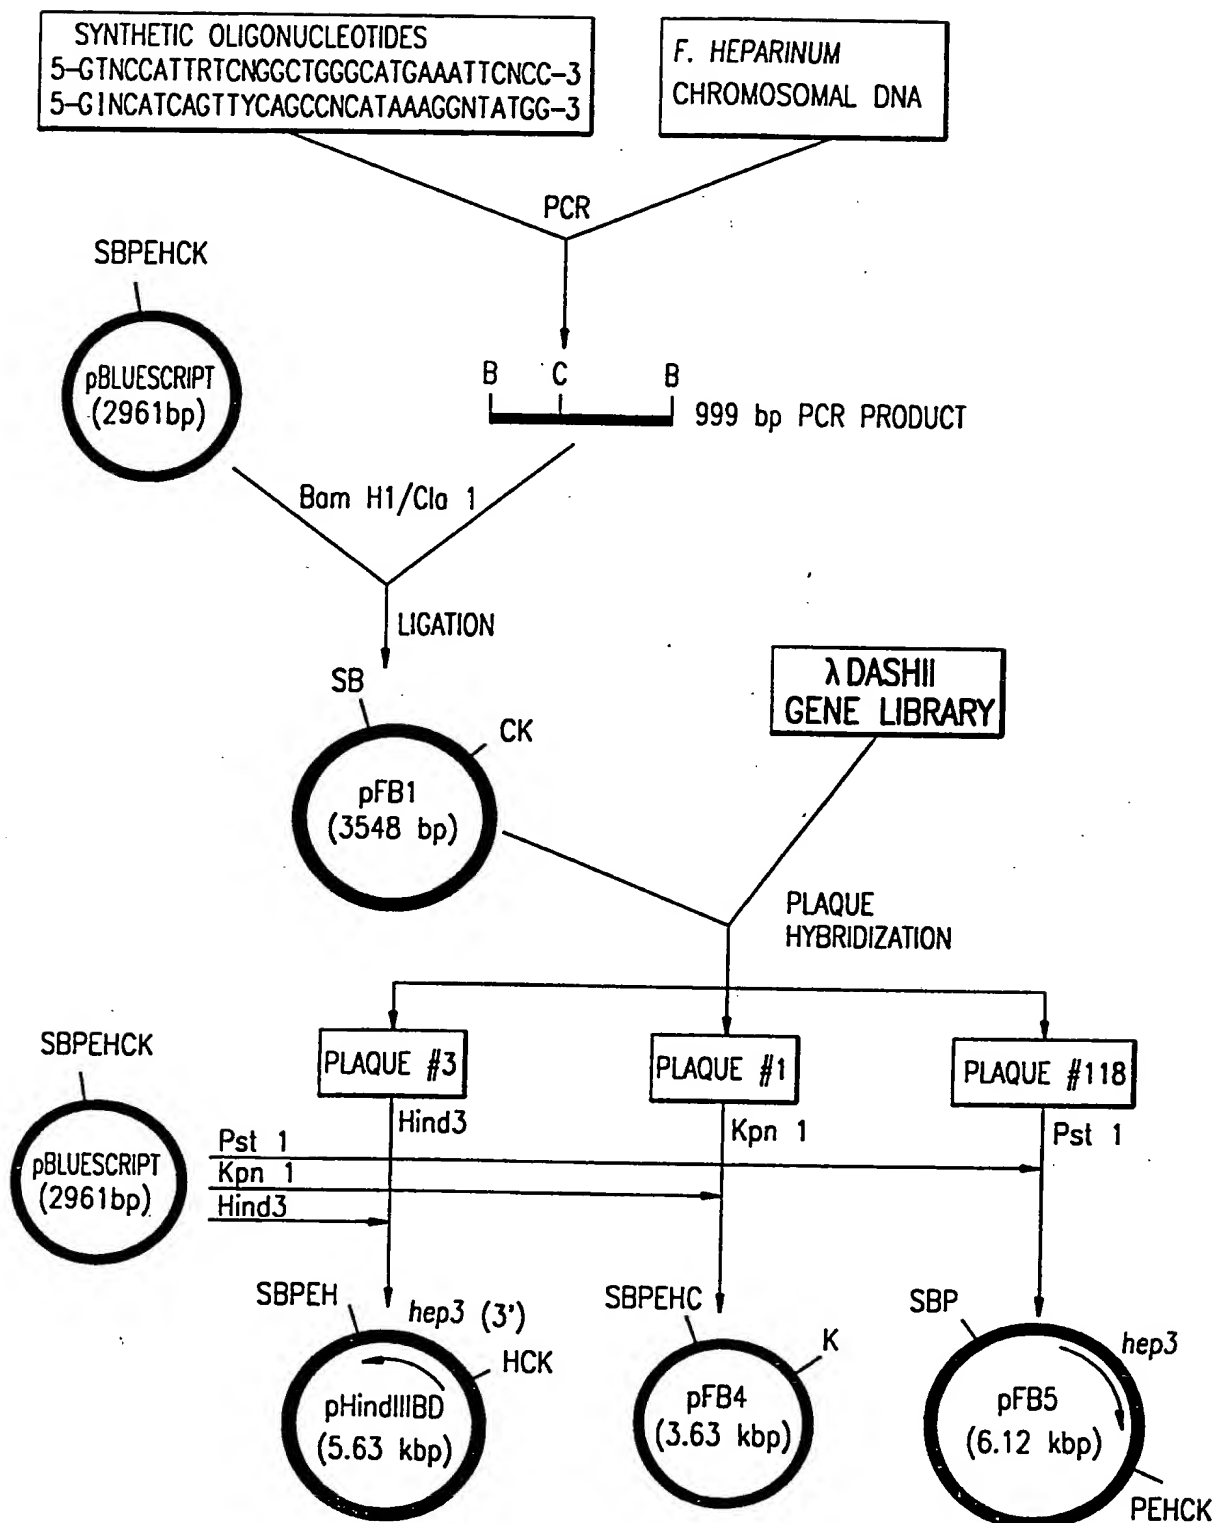 SYNTHETIC OLIGONUCLEOTIDES
5-GTNCCATTRTCNGGCTGGGCATGAAATTCNCC-3
5-GINCATCAGTTYCAGCCNCATAAAGGNTATGG-3
F. HEPARINUM
CHROMOSOMAL DNA
PCR
SBPEHCK
pBLUESCRIPT
(2961bp)
B C B
999 bp PCR PRODUCT
Bam H1/Cla 1
LIGATION
SB
CK
pFB1
(3548 bp)
λ DASHII
GENE LIBRARY
PLAQUE
HYBRIDIZATION
SBPEHCK
pBLUESCRIPT
(2961bp)
PLAQUE #3
PLAQUE #1
PLAQUE #118
Hind3
Kpn 1
Pst 1
Pst 1
Kpn 1
Hind3
SBPEH
hep3 (3')
HCK
pHindIIIBD
(5.63 kbp)
SBPEHC
K
pFB4
(3.63 kbp)
SBP
hep3
pFB5
(6.12 kbp)
PEHCK